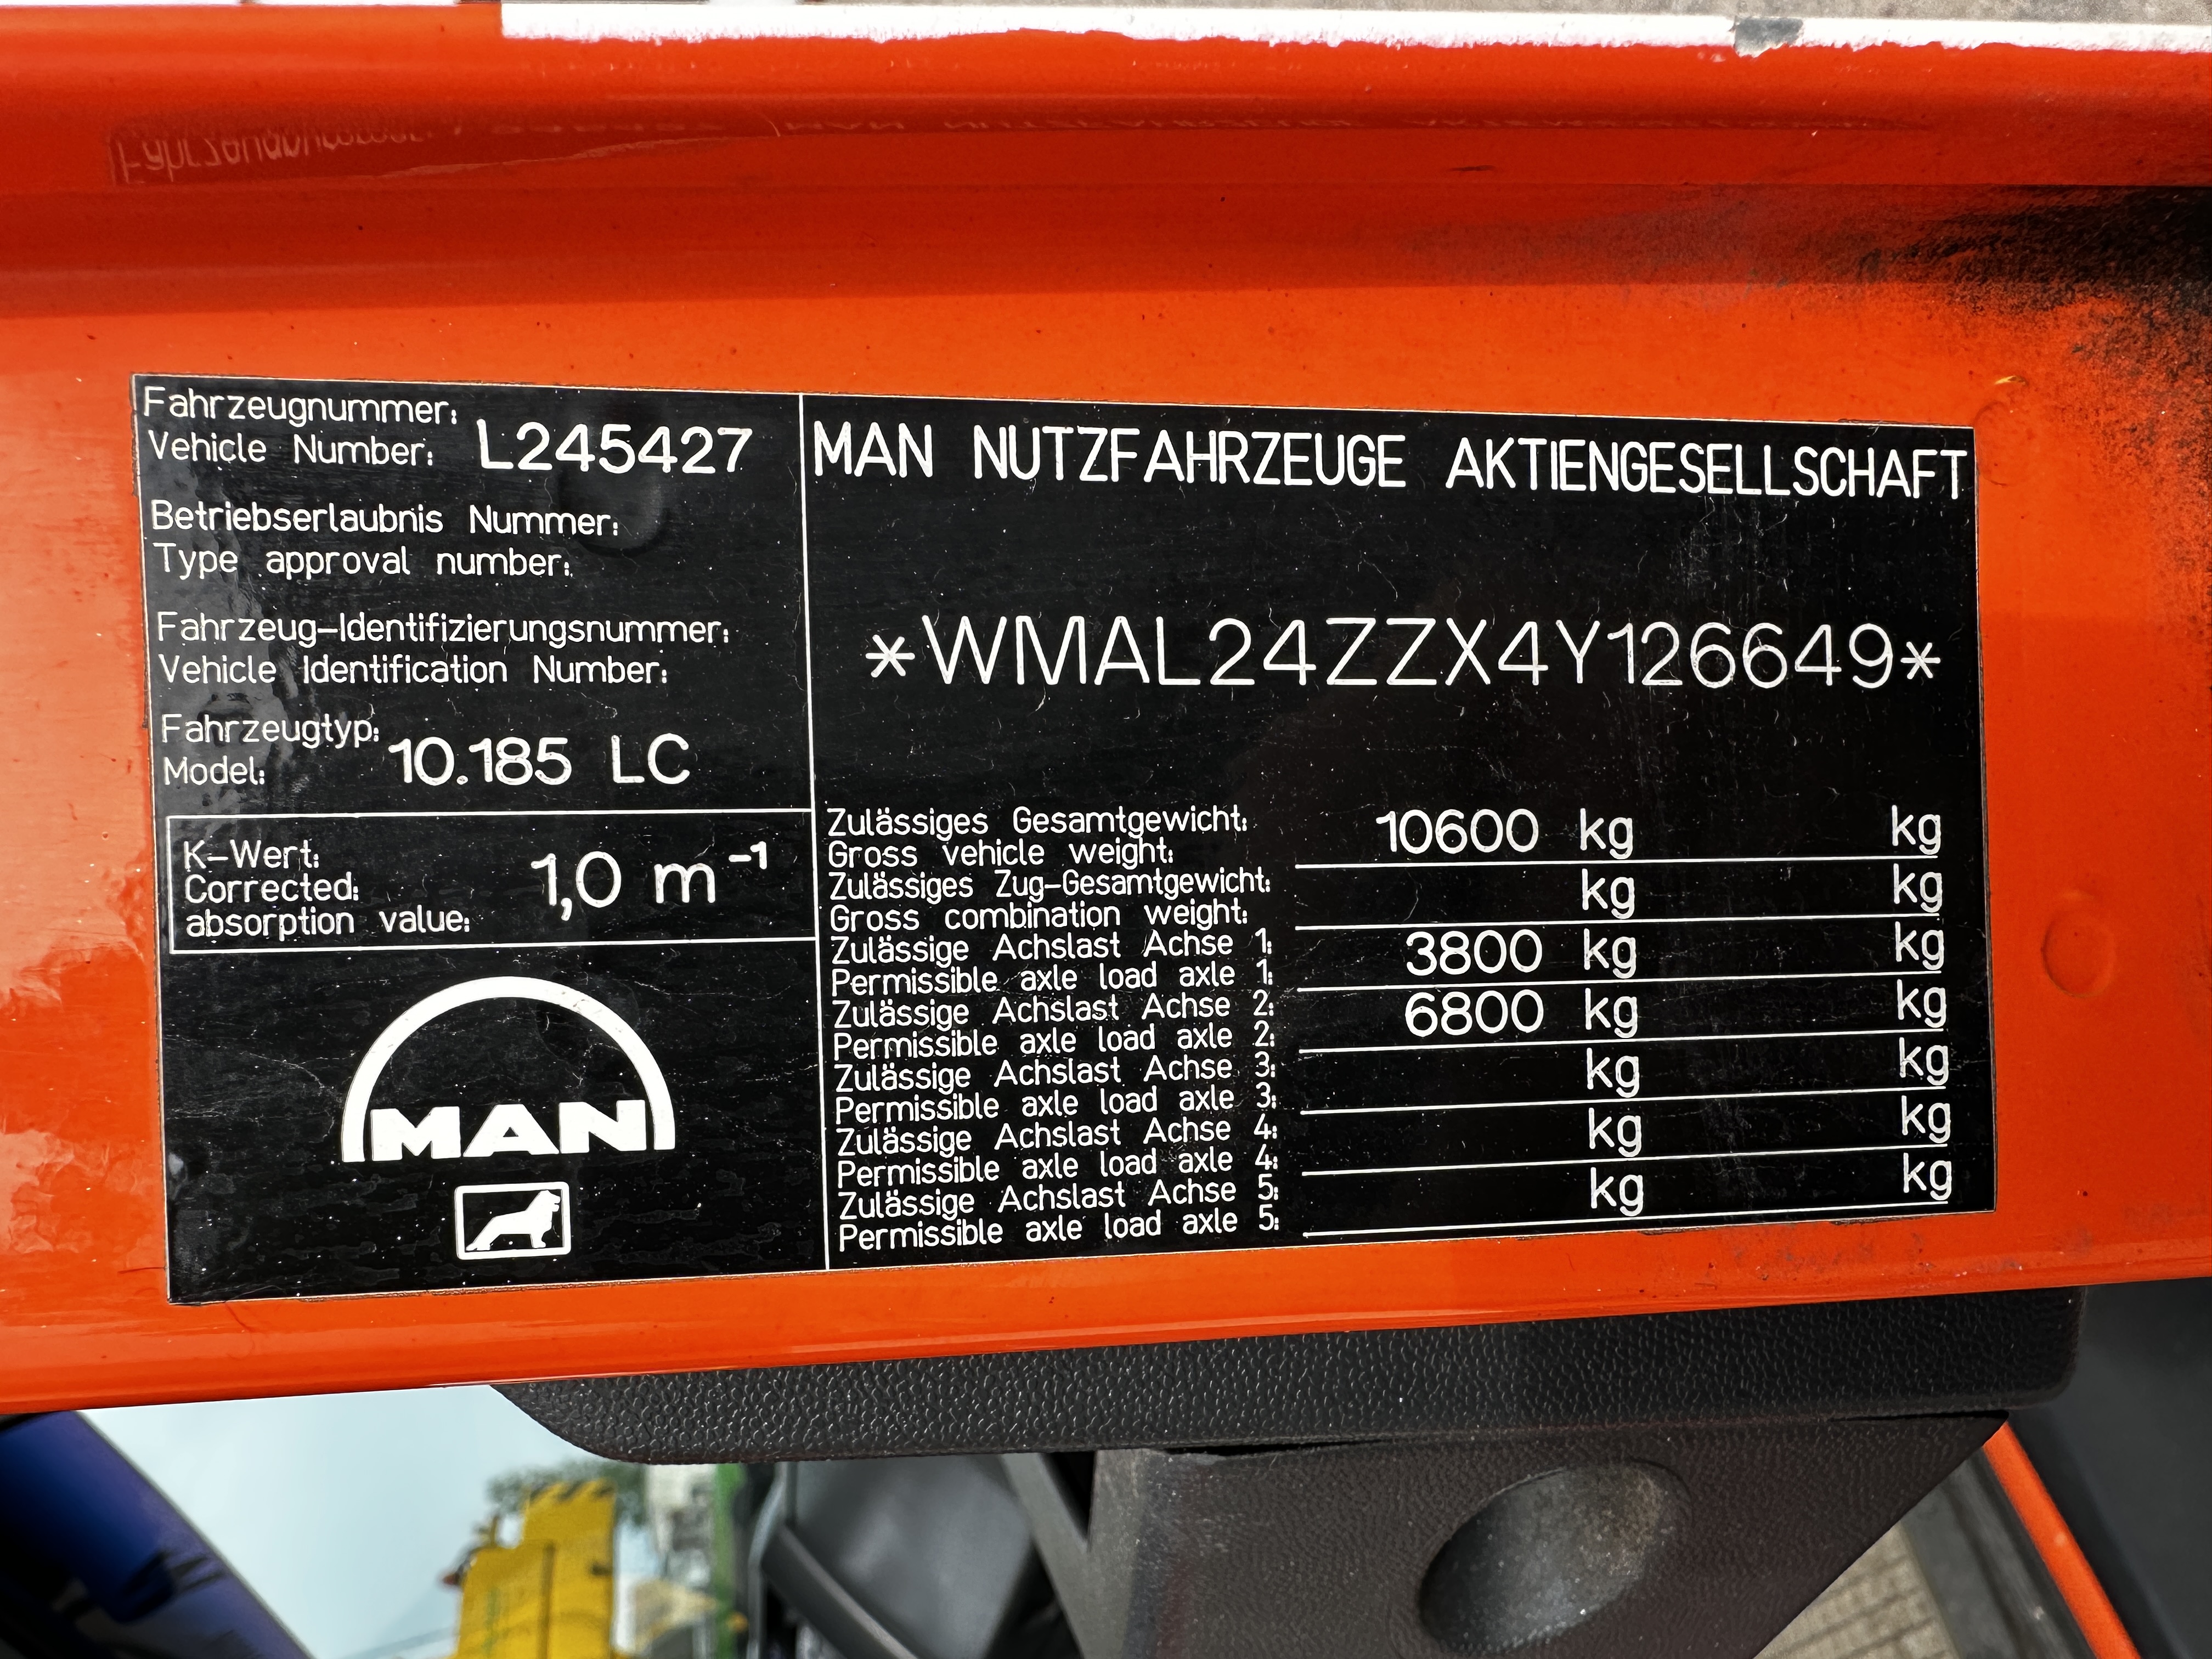 Fahrzeugnummer:
Vehicle Number: L245427
Betriebserlaubnis Nummer:
Type approval number:
Fahrzeug-Identifizierungsnummer:
Vehicle Identification Number:
Fahrzeugtyp:
Model: 10.185 LC
K-Wert:
Corrected: 1,0 m⁻¹
absorption value:
MAN
MAN NUTZFAHRZEUGE AKTIENGESELLSCHAFT
*WMAL24ZZX4Y126649*
Zulässiges Gesamtgewicht: 10600 kg kg
Gross vehicle weight:
Zulässiges Zug-Gesamtgewicht: kg kg
Gross combination weight:
Zulässige Achslast Achse 1: 3800 kg kg
Permissible axle load axle 1:
Zulässige Achslast Achse 2: 6800 kg kg
Permissible axle load axle 2:
Zulässige Achslast Achse 3: kg kg
Permissible axle load axle 3:
Zulässige Achslast Achse 4: kg kg
Permissible axle load axle 4:
Zulässige Achslast Achse 5: kg kg
Permissible axle load axle 5: